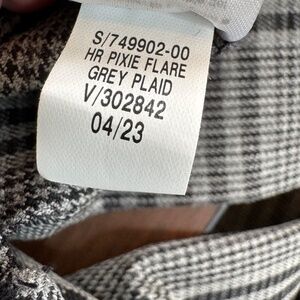 S/749902-00
HR PIXIE FLARE
GREY PLAID
V/302842
04/23